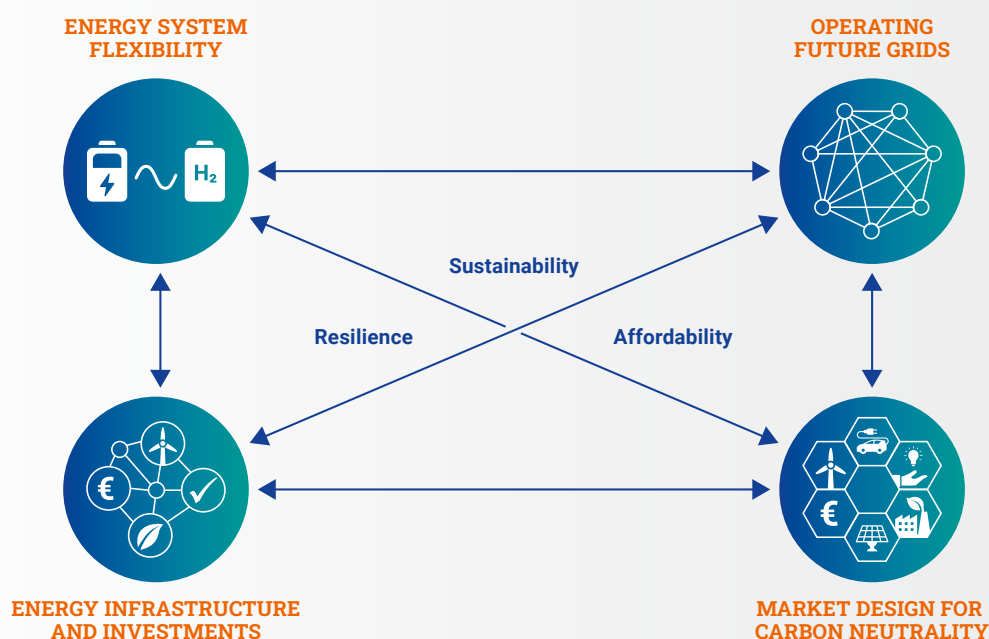 ENERGY SYSTEM
FLEXIBILITY
OPERATING
FUTURE GRIDS
H₂
Sustainability
Resilience
Affordability
€
€
ENERGY INFRASTRUCTURE
AND INVESTMENTS
MARKET DESIGN FOR
CARBON NEUTRALITY